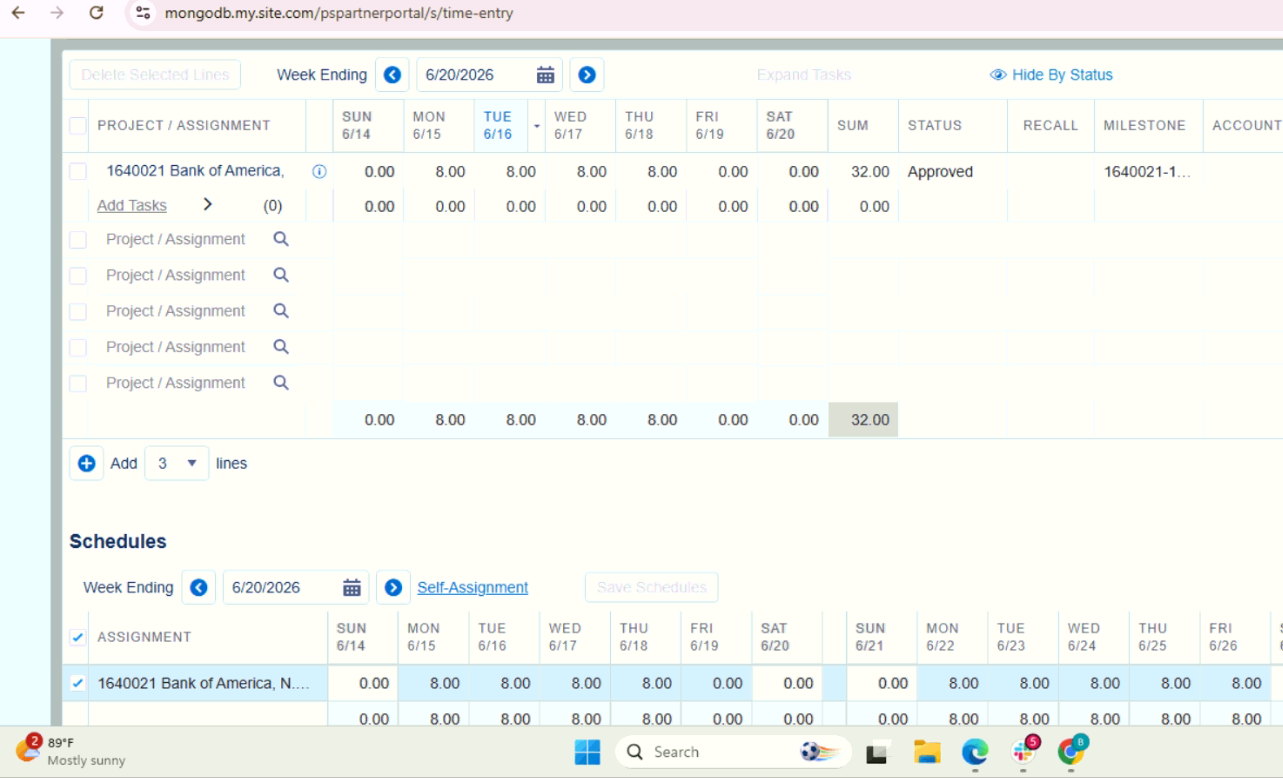 mongodb.my.site.com/pspartnerportal/s/time-entry
Delete Selected Lines Week Ending 6/20/2026 Expand Tasks Hide By Status
PROJECT / ASSIGNMENT SUN 6/14 MON 6/15 TUE 6/16 WED 6/17 THU 6/18 FRI 6/19 SAT 6/20 SUM STATUS RECALL MILESTONE ACCOUNT
1640021 Bank of America, 0.00 8.00 8.00 8.00 8.00 0.00 0.00 32.00 Approved 1640021-1...
Add Tasks > (0) 0.00 0.00 0.00 0.00 0.00 0.00 0.00 0.00
Project / Assignment
Project / Assignment
Project / Assignment
Project / Assignment
Project / Assignment
0.00 8.00 8.00 8.00 8.00 0.00 0.00 32.00
Add 3 lines
Schedules
Week Ending 6/20/2026 Self-Assignment Save Schedules
ASSIGNMENT SUN 6/14 MON 6/15 TUE 6/16 WED 6/17 THU 6/18 FRI 6/19 SAT 6/20 SUN 6/21 MON 6/22 TUE 6/23 WED 6/24 THU 6/25 FRI 6/26
1640021 Bank of America, N.... 0.00 8.00 8.00 8.00 8.00 0.00 0.00 0.00 8.00 8.00 8.00 8.00 8.00
0.00 8.00 8.00 8.00 8.00 0.00 0.00 0.00 8.00 8.00 8.00 8.00 8.00
2 89°F
Mostly sunny
Search
5
B